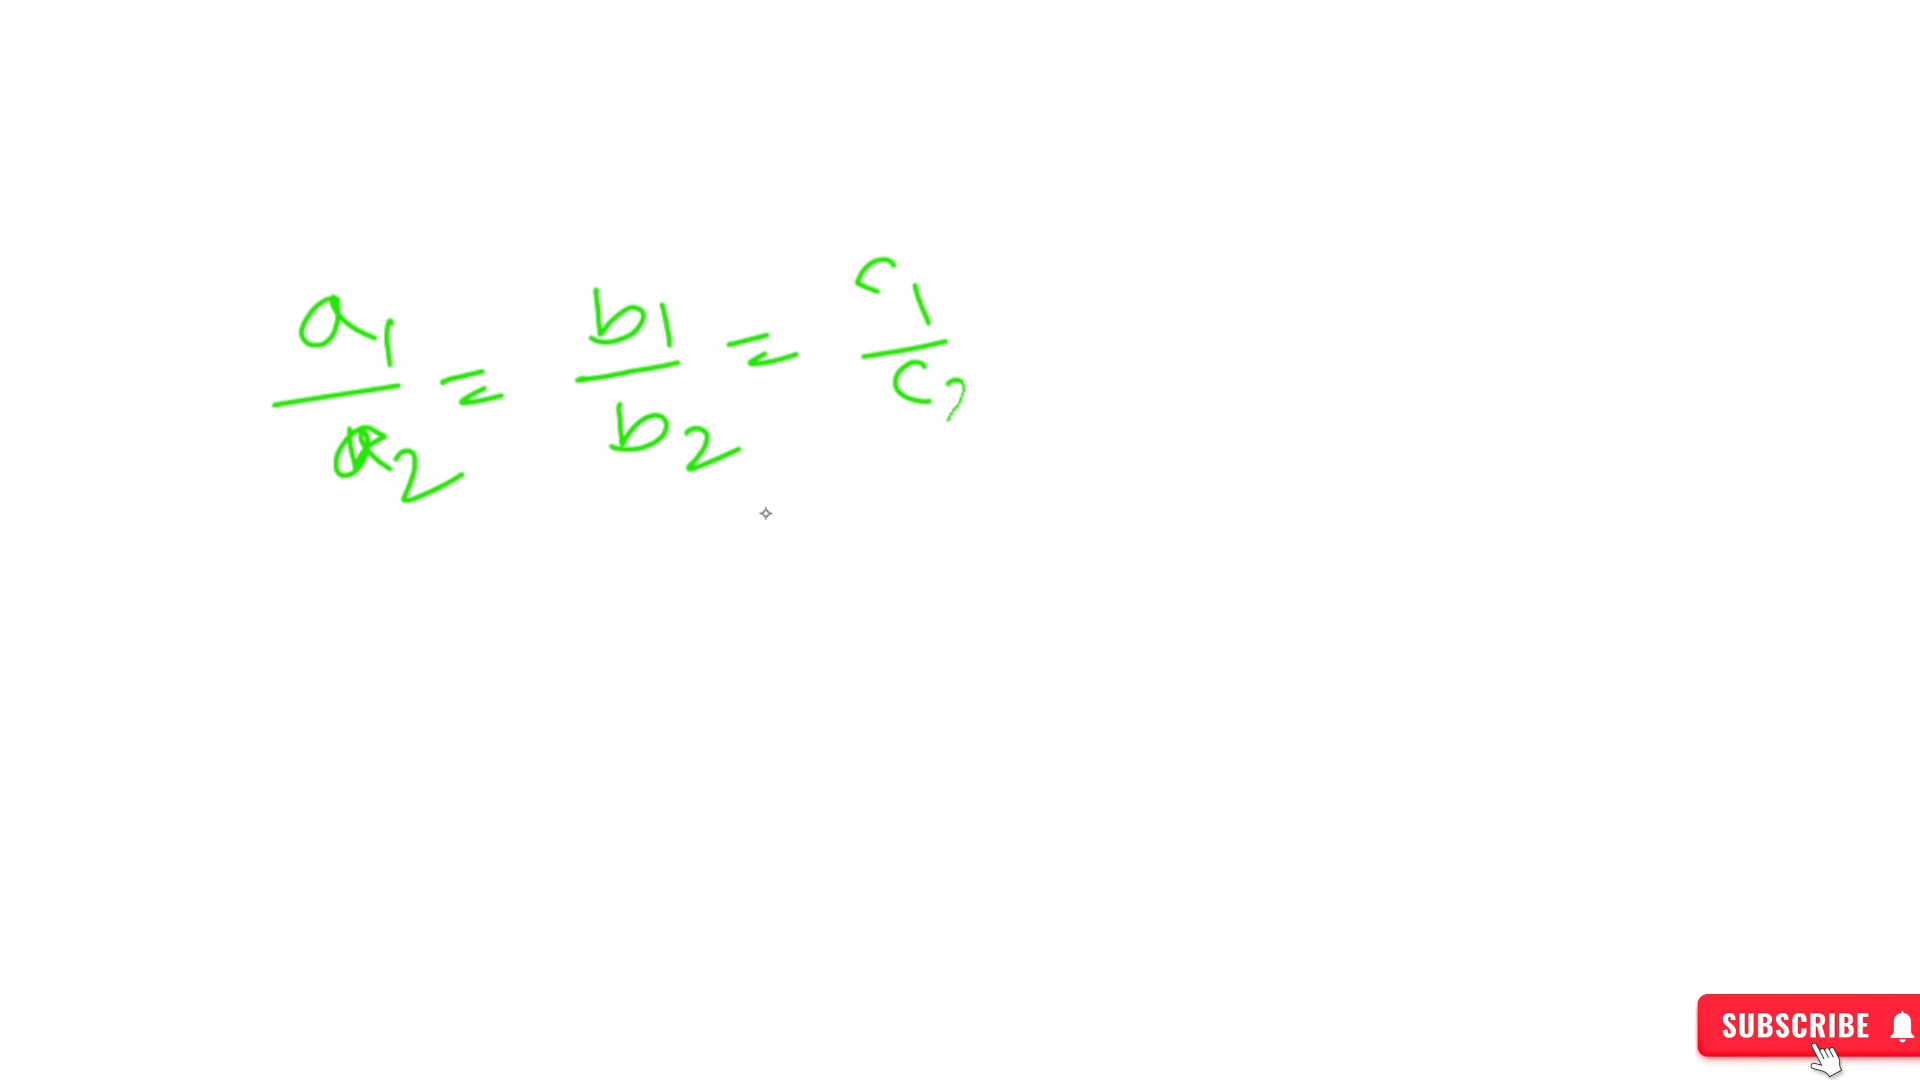 a1/a2 = b1/b2 = c1/c2
SUBSCRIBE